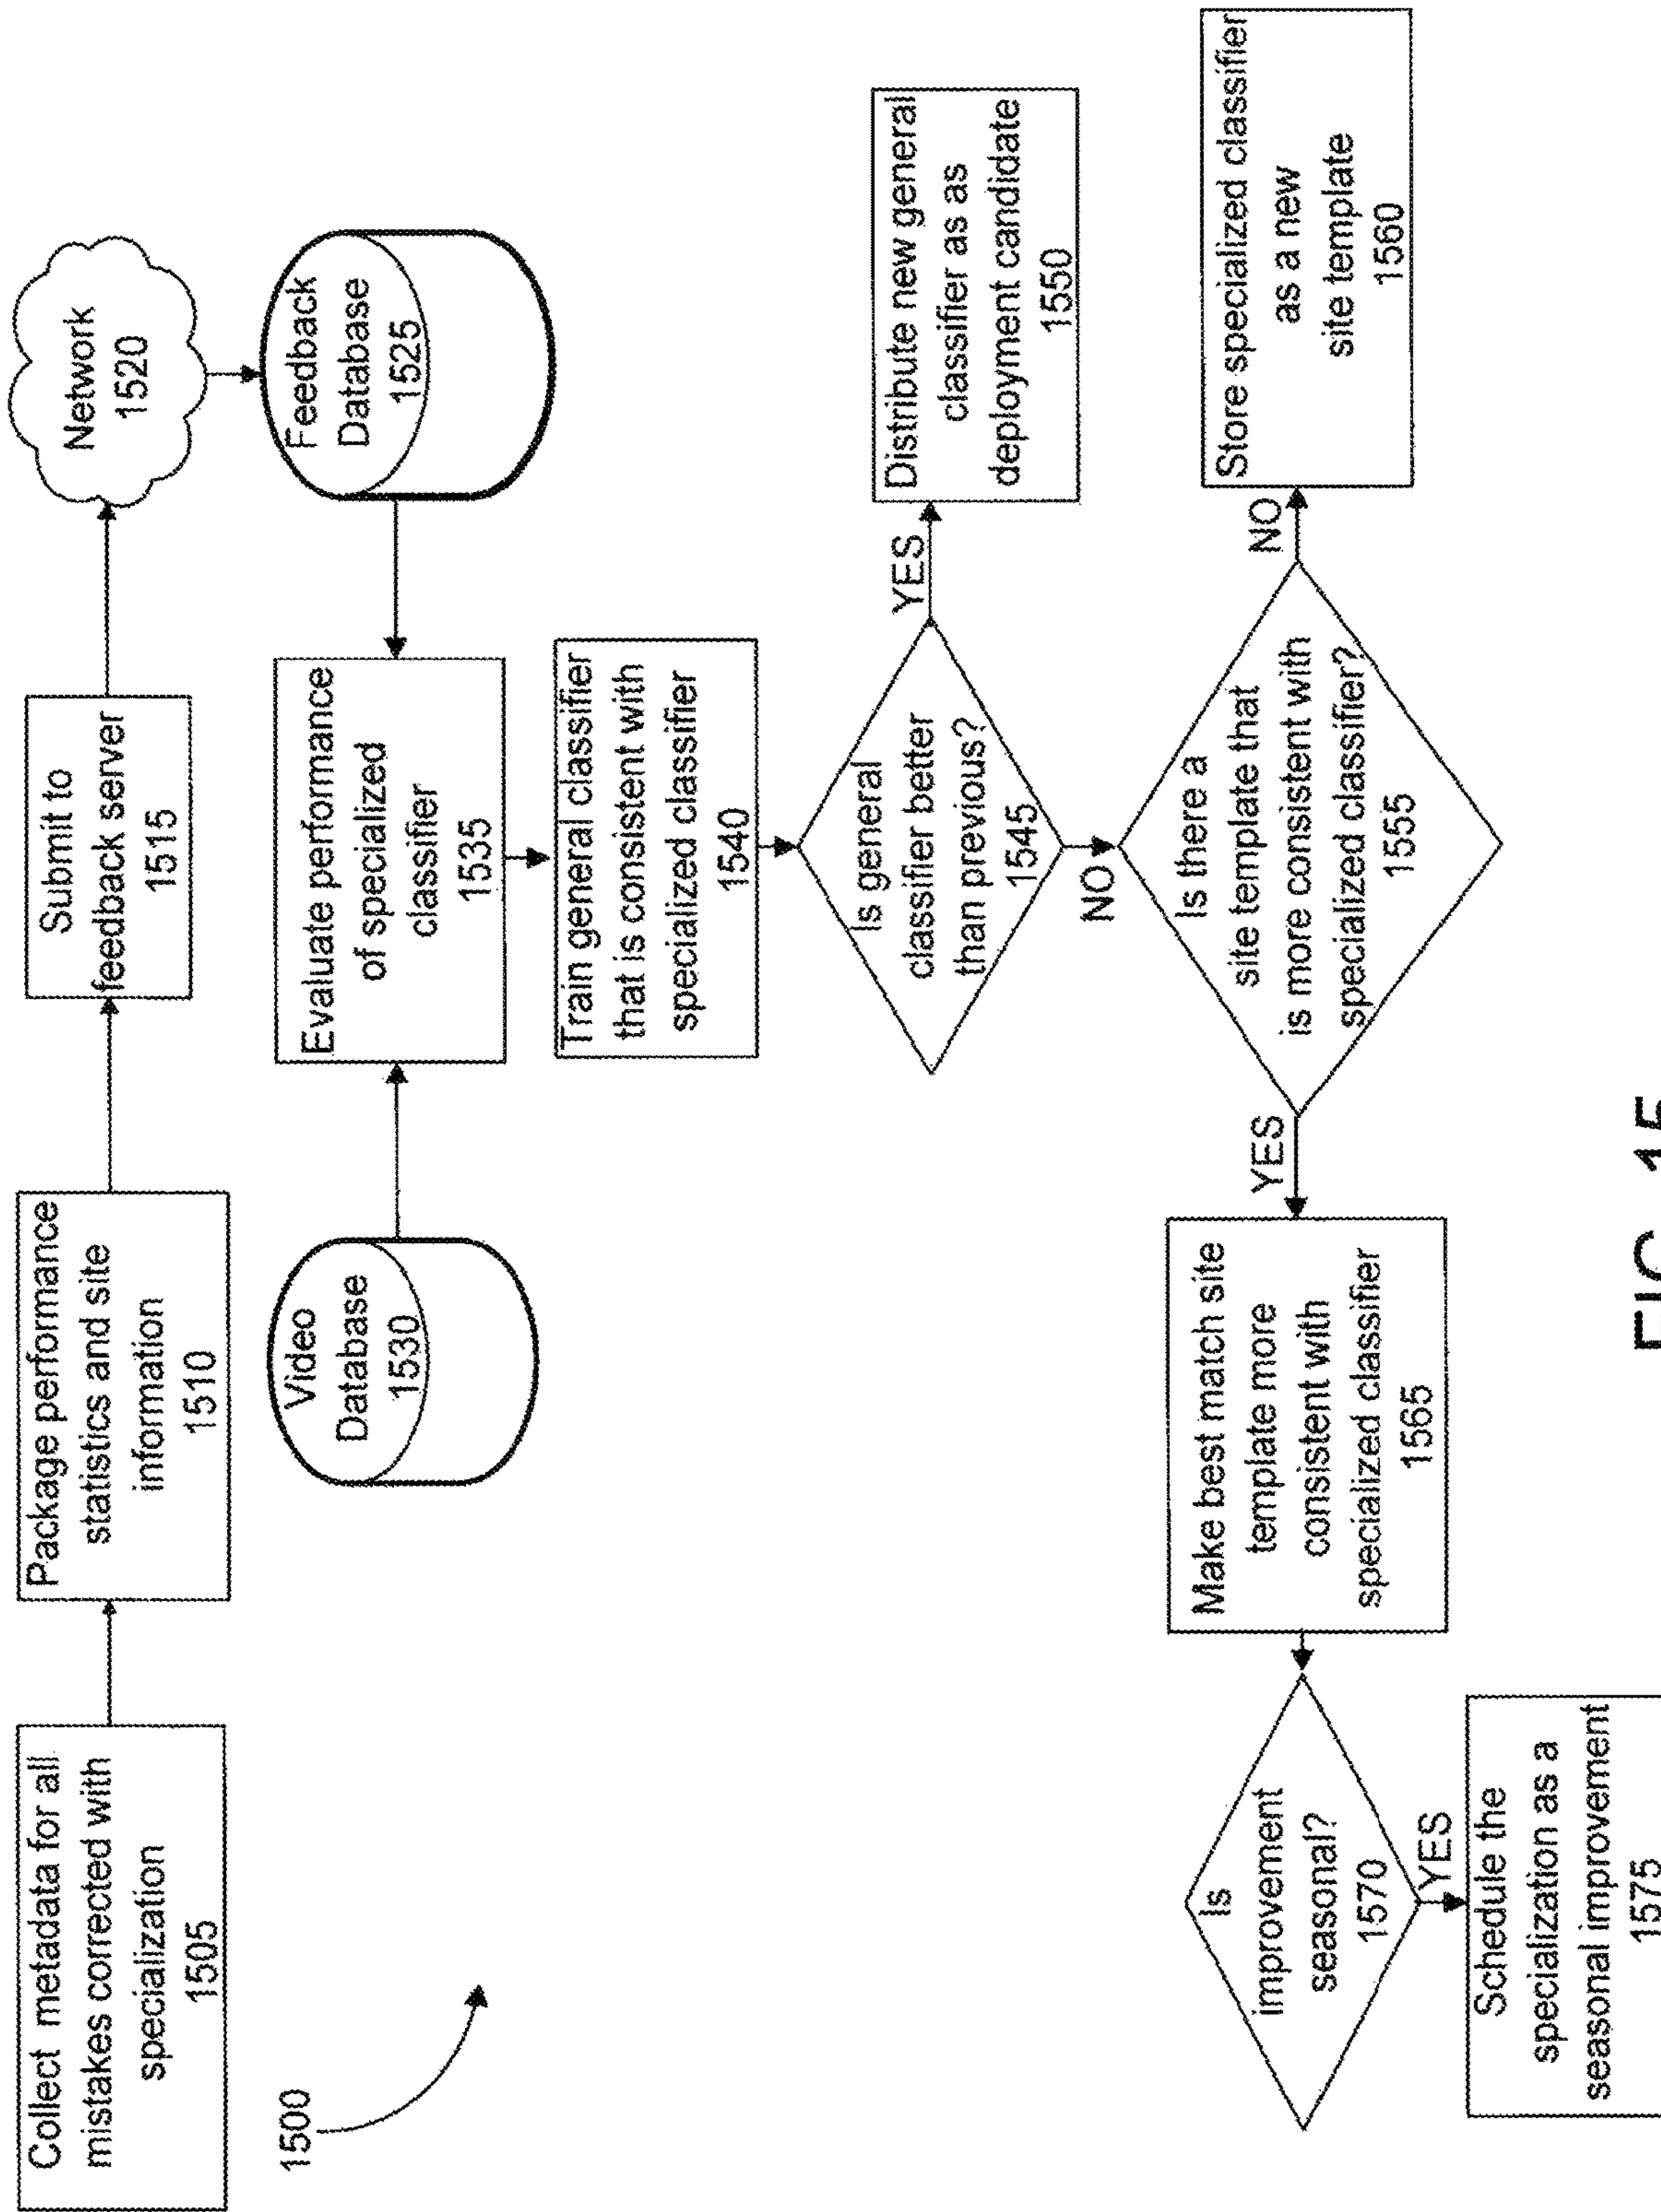 Collect metadata for all
mistakes corrected with
specialization
1505
Package performance
statistics and site
information
1510
Submit to
feedback server
1515
Network
1520
Feedback
Database
1525
1500
Video
Database
1530
Evaluate performance
of specialized
classifier
1535
Train general classifier
that is consistent with
specialized classifier
1540
Is general
classifier better
than previous?
1545
YES
Distribute new general
classifier as as
deployment candidate
1550
NO
Is there a
site template that
is more consistent with
specialized classifier?
1555
NO
Store specialized classifier
as a new
site template
1560
YES
Make best match site
template more
consistent with
specialized classifier
1565
Is
improvement
seasonal?
1570
YES
Schedule the
specialization as a
seasonal improvement
1575
FIG. 15